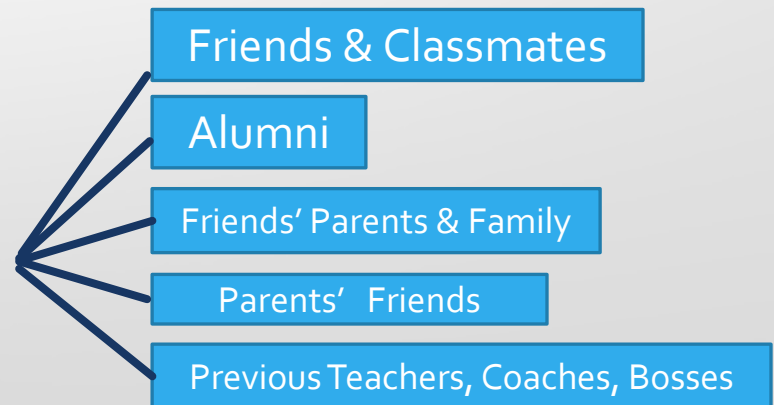 Friends & Classmates
Alumni
Friends’ Parents & Family
Parents’ Friends
Previous Teachers, Coaches, Bosses